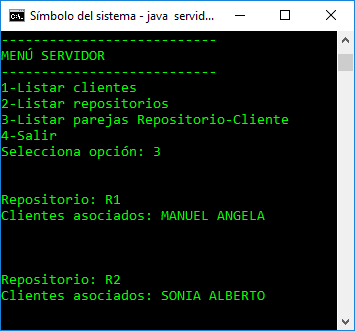 Símbolo del sistema - java servid...
---------------------------
MENÚ SERVIDOR
---------------------------
1-Listar clientes
2-Listar repositorios
3-Listar parejas Repositorio-Cliente
4-Salir
Selecciona opción: 3
Repositorio: R1
Clientes asociados: MANUEL ANGELA
Repositorio: R2
Clientes asociados: SONIA ALBERTO